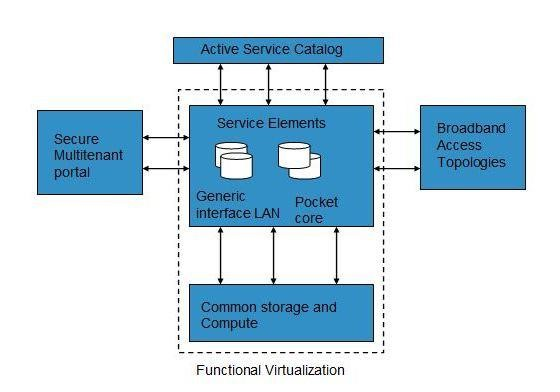 Active Service Catalog
Secure
Multitenant
portal
Service Elements
Generic
interface LAN
Pocket
core
Broadband
Access
Topologies
Common storage and
Compute
Functional Virtualization